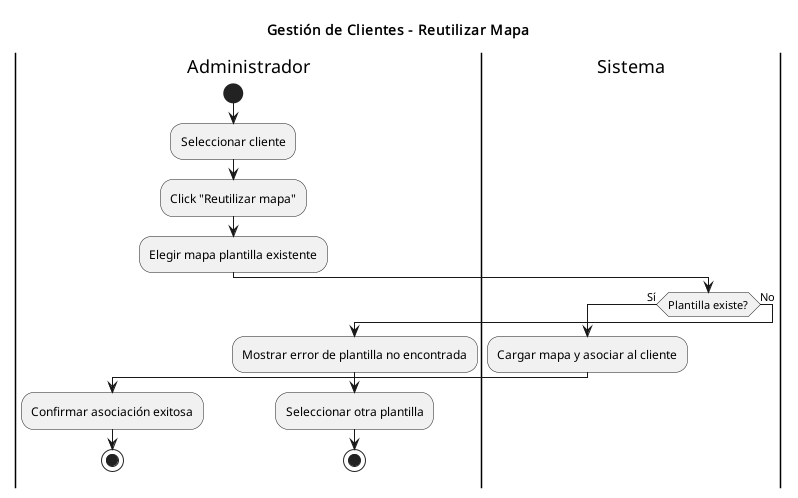 Gestión de Clientes - Reutilizar Mapa
Administrador
Sistema
Seleccionar cliente
Click "Reutilizar mapa"
Elegir mapa plantilla existente
Sí
Plantilla existe?
No
Mostrar error de plantilla no encontrada
Cargar mapa y asociar al cliente
Confirmar asociación exitosa
Seleccionar otra plantilla